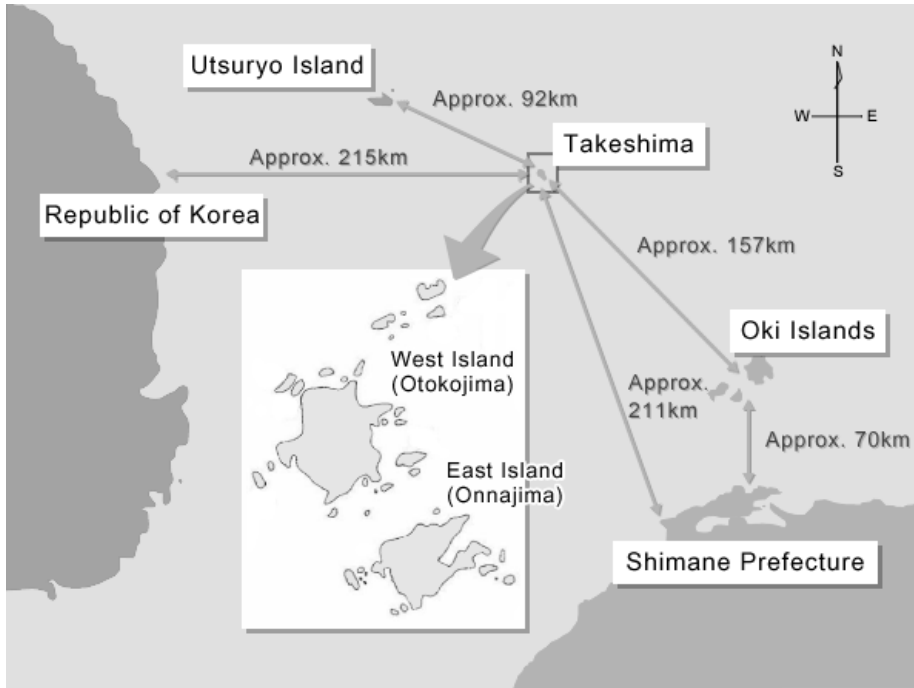 Utsuryo Island
N
Approx. 92km
W
E
Takeshima
Approx. 215km
S
Republic of Korea
Approx. 157km
Oki Islands
West Island
(Otokojima)
Approx.
211km
Approx. 70km
East Island
(Onnajima)
Shimane Prefecture